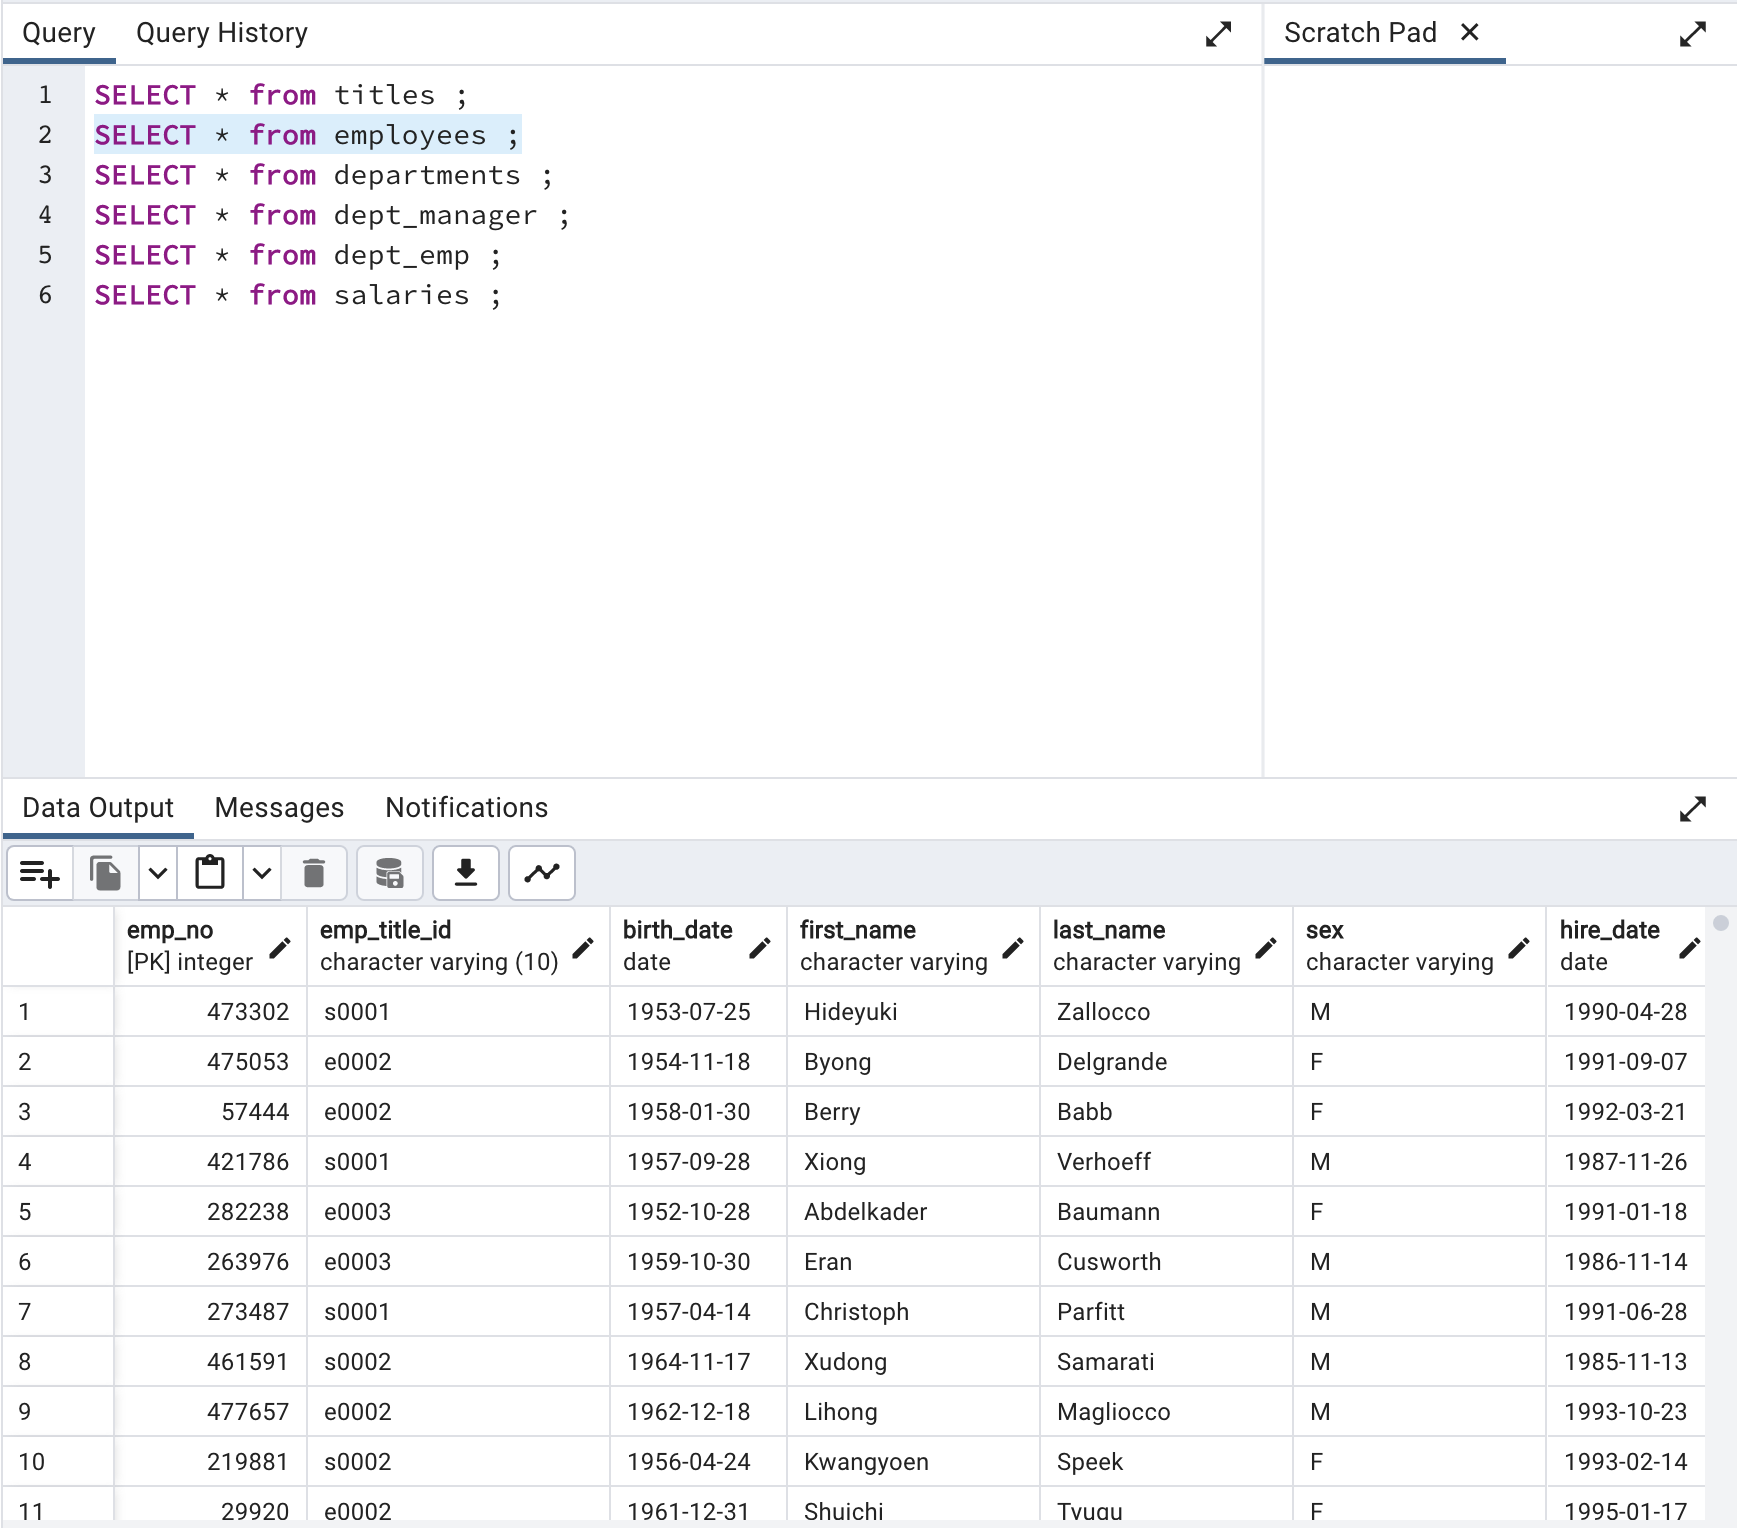 Query Query History Scratch Pad
1 SELECT * from titles ;
2 SELECT * from employees ;
3 SELECT * from departments ;
4 SELECT * from dept_manager ;
5 SELECT * from dept_emp ;
6 SELECT * from salaries ;
Data Output Messages Notifications
emp_no emp_title_id birth_date first_name last_name sex hire_date
[PK] integer character varying (10) date character varying character varying character varying date
1 473302 s0001 1953-07-25 Hideyuki Zallocco M 1990-04-28
2 475053 e0002 1954-11-18 Byong Delgrande F 1991-09-07
3 57444 e0002 1958-01-30 Berry Babb F 1992-03-21
4 421786 s0001 1957-09-28 Xiong Verhoeff M 1987-11-26
5 282238 e0003 1952-10-28 Abdelkader Baumann F 1991-01-18
6 263976 e0003 1959-10-30 Eran Cusworth M 1986-11-14
7 273487 s0001 1957-04-14 Christoph Parfitt M 1991-06-28
8 461591 s0002 1964-11-17 Xudong Samarati M 1985-11-13
9 477657 e0002 1962-12-18 Lihong Magliocco M 1993-10-23
10 219881 s0002 1956-04-24 Kwangyoen Speek F 1993-02-14
11 29920 e0002 1961-12-31 Shuichi Tyugu F 1995-01-17